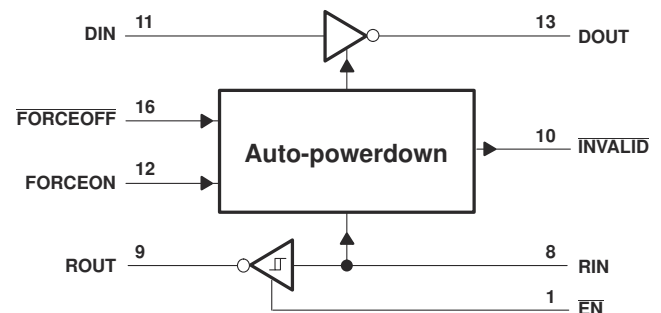 DIN 11 13 DOUT
FORCEOFF 16
Auto-powerdown
10 INVALID
FORCEON 12
ROUT 9 8 RIN
1 EN